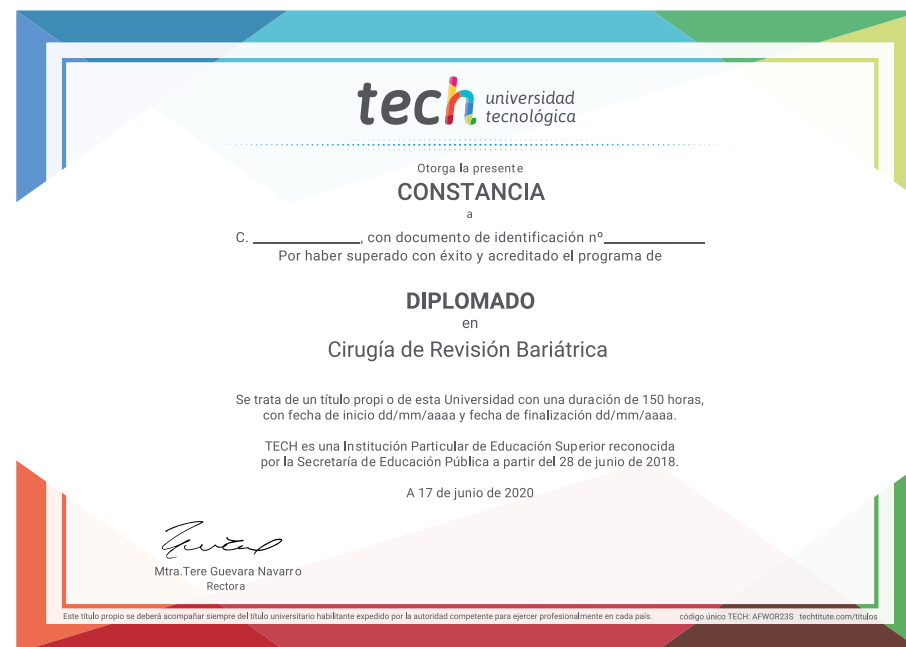 tech universidad
tecnológica
Otorga la presente
CONSTANCIA
a
C. ____________, con documento de identificación nº____________
Por haber superado con éxito y acreditado el programa de
DIPLOMADO
en
Cirugía de Revisión Bariátrica
Se trata de un título propi o de esta Universidad con una duración de 150 horas,
con fecha de inicio dd/mm/aaaa y fecha de finalización dd/mm/aaaa.
TECH es una Institución Particular de Educación Superior reconocida
por la Secretaría de Educación Pública a partir del 28 de junio de 2018.
A 17 de junio de 2020
Mtra.Tere Guevara Navarro
Rectora
Este título propio se deberá acompañar siempre del título universitario habilitante expedido por la autoridad competente para ejercer profesionalmente en cada país. código único TECH: AFWOR23S techtitute.com/titulos